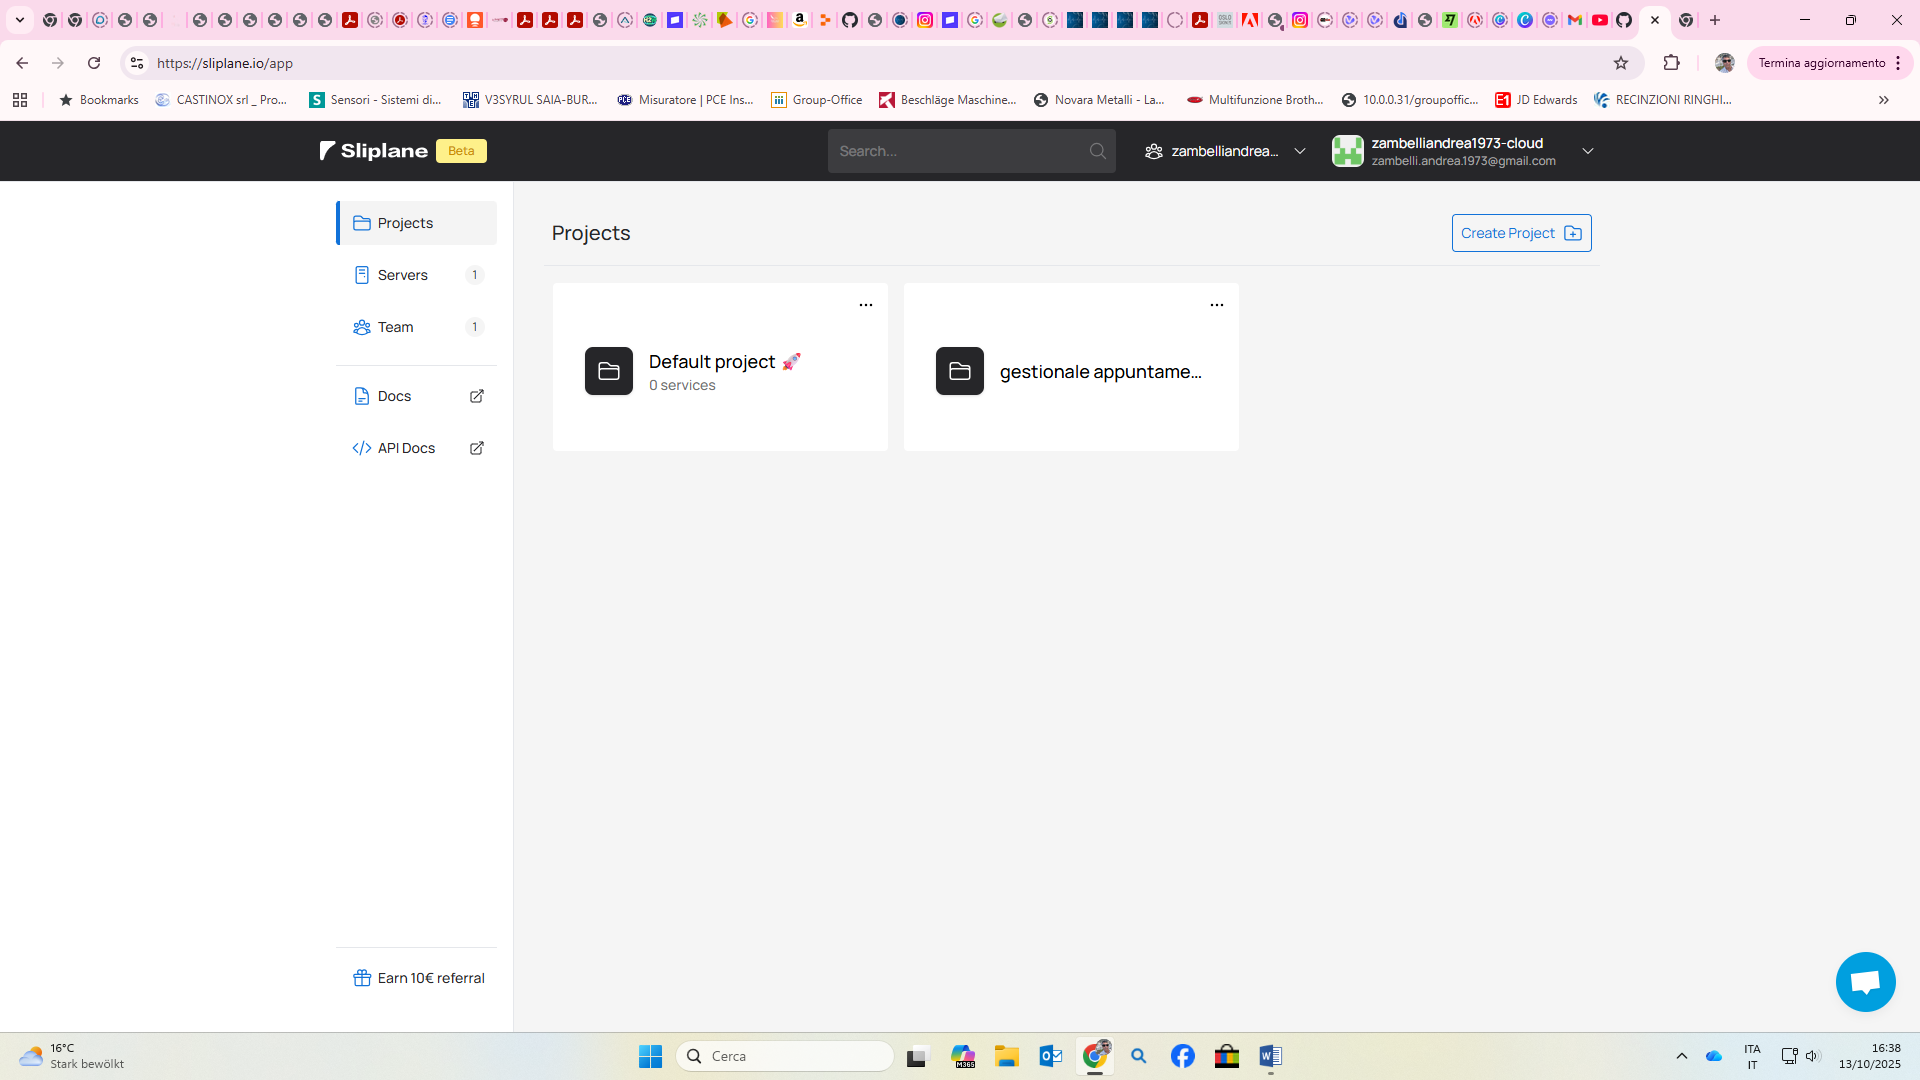 https://sliplane.io/app
Termina aggiornamento
Bookmarks
CASTINOX srl _ Pro...
Sensori - Sistemi di...
V3SYRUL SAIA-BUR...
Misuratore | PCE Ins...
Group-Office
Beschläge Maschine...
Novara Metalli - La...
Multifunzione Broth...
10.0.0.31/groupoffic...
JD Edwards
RECINZIONI RINGHI...
Sliplane
Beta
Search...
zambelliandrea...
zambelliandrea1973-cloud
zambelli.andrea.1973@gmail.com
Projects
Servers 1
Team 1
Docs
API Docs
Earn 10€ referral
Projects
Create Project
Default project 🚀
0 services
gestionale appuntame...
16°C
Stark bewölkt
Cerca
M365
ITA
IT
16:38
13/10/2025